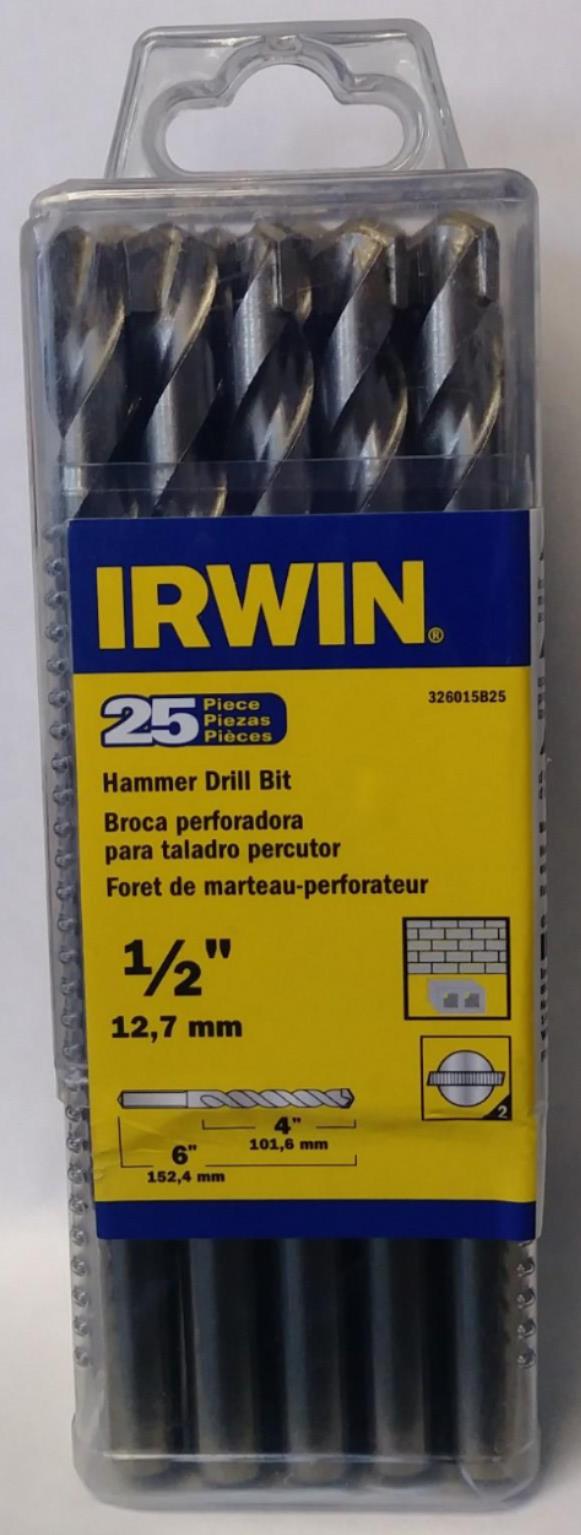 IRWIN®
326015B25
25 Piece
Piezas
Pièces
Hammer Drill Bit
Broca perforadora
para taladro percutor
Foret de marteau-perforateur
1/2"
12,7 mm
2
4"
101,6 mm
6"
152,4 mm